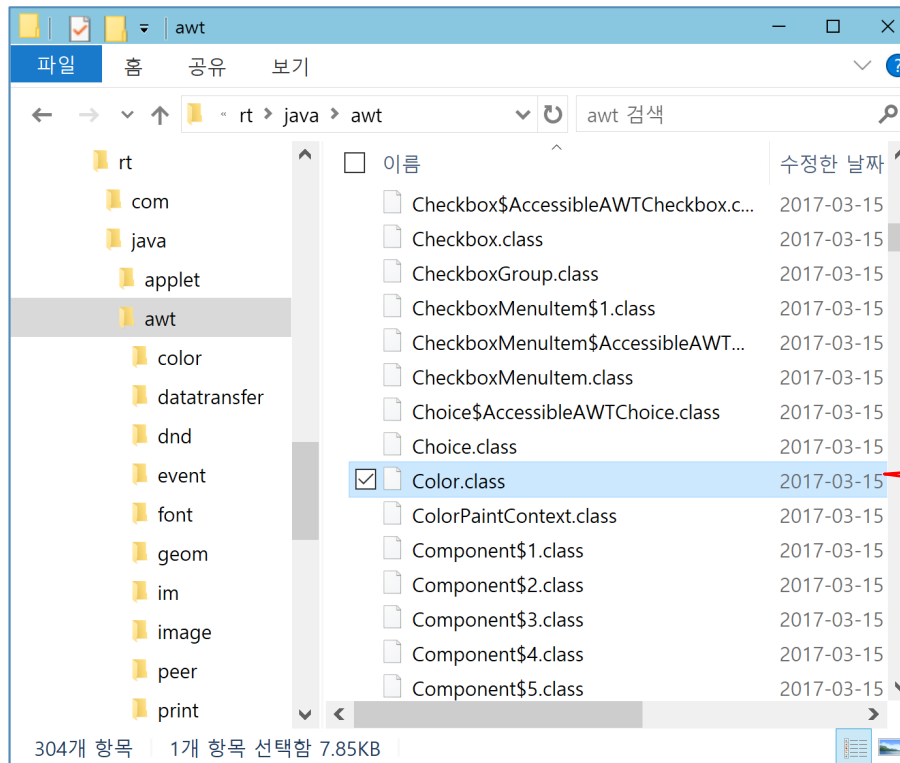 awt
파일 홈 공유 보기
« rt > java > awt
awt 검색
rt
com
java
applet
awt
color
datatransfer
dnd
event
font
geom
im
image
peer
print
이름 수정한 날짜
Checkbox$AccessibleAWTCheckbox.c... 2017-03-15
Checkbox.class 2017-03-15
CheckboxGroup.class 2017-03-15
CheckboxMenuItem$1.class 2017-03-15
CheckboxMenuItem$AccessibleAWT... 2017-03-15
CheckboxMenuItem.class 2017-03-15
Choice$AccessibleAWTChoice.class 2017-03-15
Choice.class 2017-03-15
Color.class 2017-03-15
ColorPaintContext.class 2017-03-15
Component$1.class 2017-03-15
Component$2.class 2017-03-15
Component$3.class 2017-03-15
Component$4.class 2017-03-15
Component$5.class 2017-03-15
304개 항목 1개 항목 선택함 7.85KB